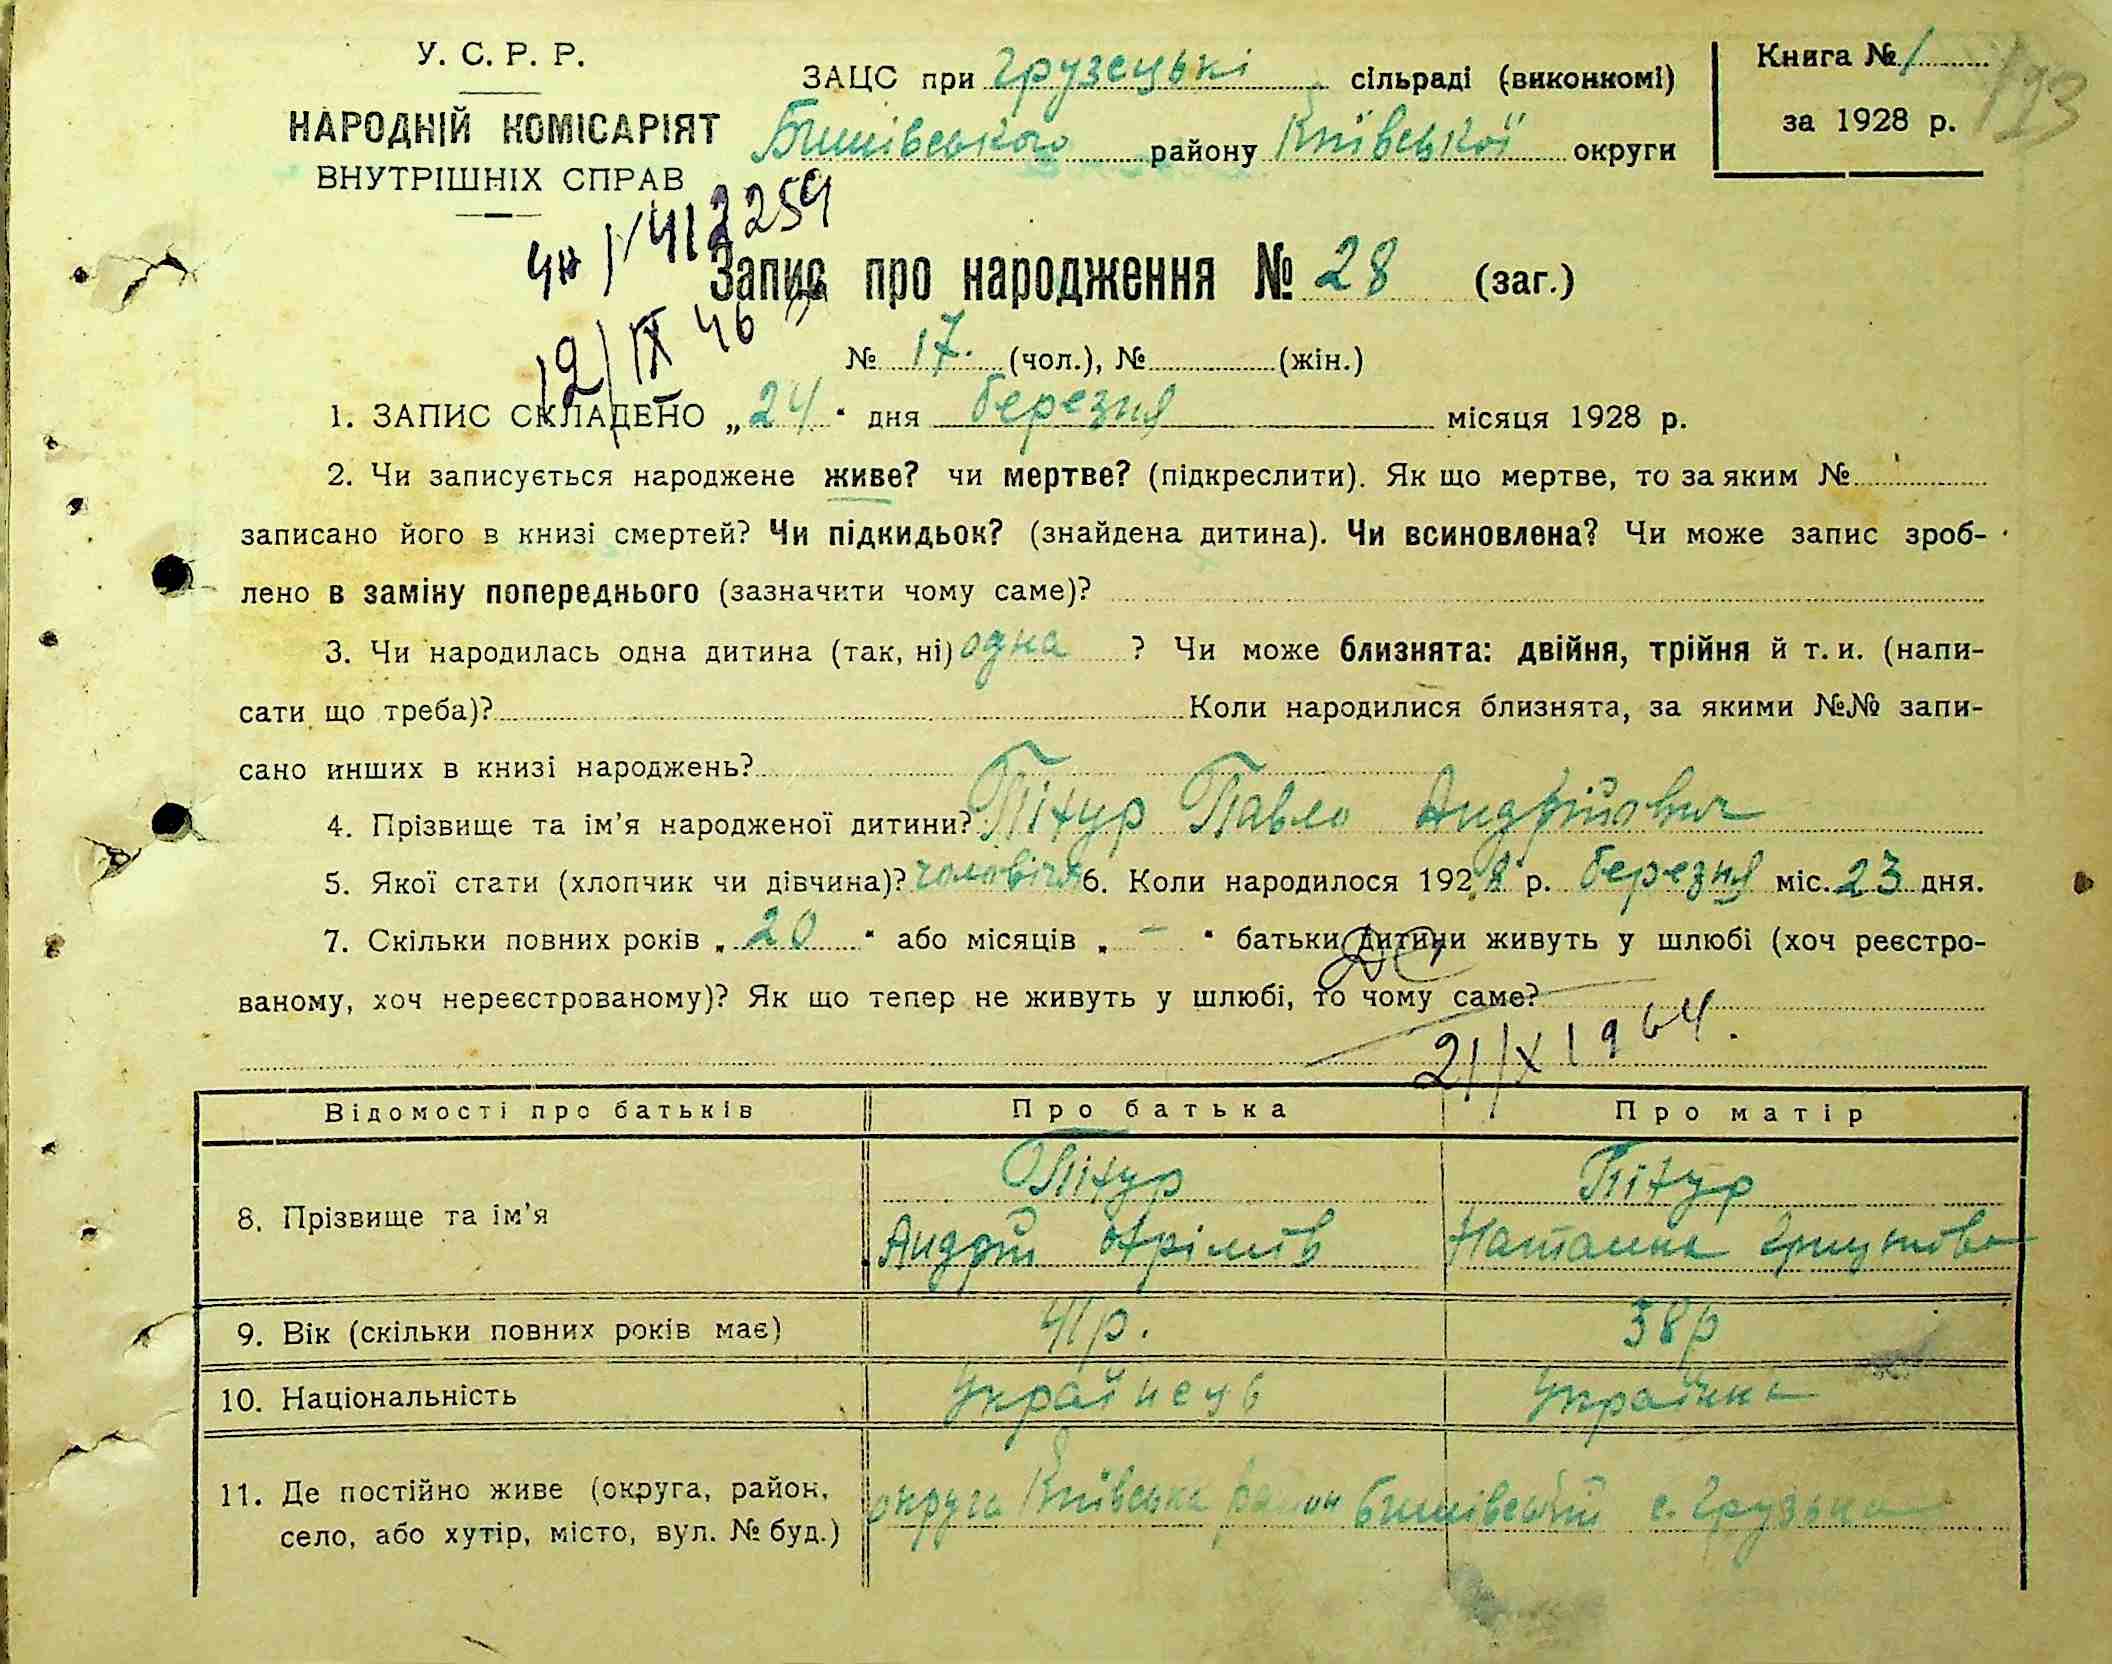 У. С. Р. Р.
НАРОДНІЙ КОМІСАРІЯТ
ВНУТРІШНІХ СПРАВ
ЗАЦС при Грузецькі сільраді (виконкомі)
Бишівського району Київської округи
Книга № 1
за 1928 р.
193
412259
Запис про народження № 28 (заг.)
12/IX 46
№ 17. (чол.), № (жін.)
1. ЗАПИС СКЛАДЕНО „24“ дня березня місяця 1928 р.
2. Чи записується народжене живе? чи мертве? (підкреслити). Як що мертве, то за яким №
записано його в книзі смертей? Чи підкидьок? (знайдена дитина). Чи всиновлена? Чи може запис зроб-
лено в заміну попереднього (зазначити чому саме)?
3. Чи народилась одна дитина (так, ні) одна ? Чи може близнята: двійня, трійня й т. и. (напи-
сати що треба)? Коли народилися близнята, за якими №№ запи-
сано инших в книзі народжень?
4. Прізвище та ім’я народженої дитини? Пітур Павло Андрійович
5. Якої стати (хлопчик чи дівчина)? чоловіча 6. Коли народилося 1928 р. березня міс. 23 дня.
7. Скільки повних років „20“ або місяців „-“ батьки дитини живуть у шлюбі (хоч реєстро-
ваному, хоч нереєстрованому)? Як що тепер не живуть у шлюбі, то чому саме?
21/X 1964.
Відомості про батьків Про батька Про матір
8. Прізвище та ім’я
Пітур Пітур
Андрій Наталка
9. Вік (скільки повних років має) 41р. 38р
10. Національність Українець Українка
11. Де постійно живе (округа, район,
село, або хутір, місто, вул. № буд.)
округа Київська район Бишівський с. Грузька